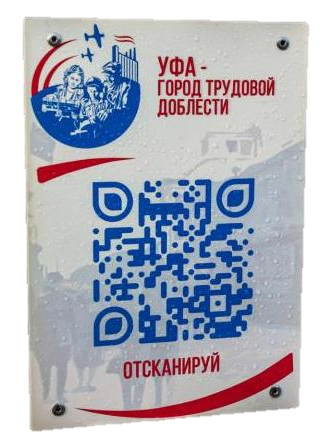 УФА -
ГОРОД ТРУДОВОЙ
ДОБЛЕСТИ
ОТСКАНИРУЙ